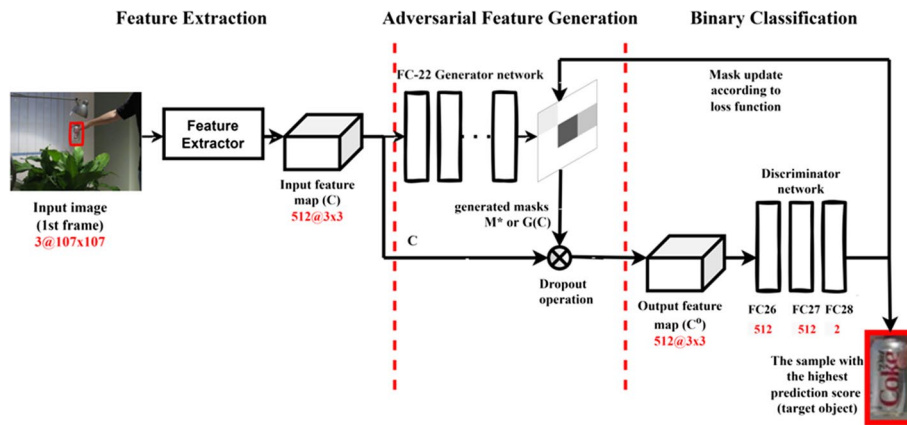 Feature Extraction
Adversarial Feature Generation
Binary Classification
FC-22 Generator network
Mask update
according to
loss function
Feature
Extractor
Input feature
map (C)
512@3x3
Input image
(1st frame)
3@107x107
generated masks
M* or G(C)
C
Dropout
operation
Discriminator
network
Output feature
map (Cᴼ)
512@3x3
FC26
FC27
FC28
512
512
2
The sample with
the highest
prediction score
(target object)
Coke